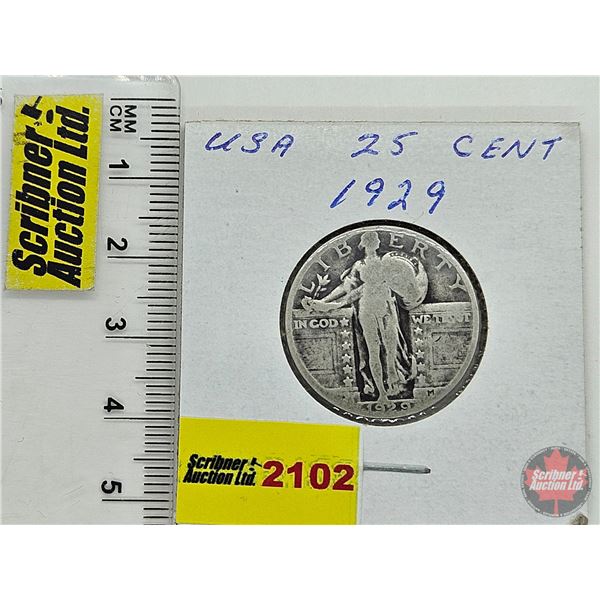 Scribner
Auction Ltd.
MM
CM
1
2
3
4
5
USA 25 CENT
1929
LIBERTY
IN GOD WE TRUST
1929
M
Scribner
Auction Ltd. 2102
Scribner
Auction Ltd.